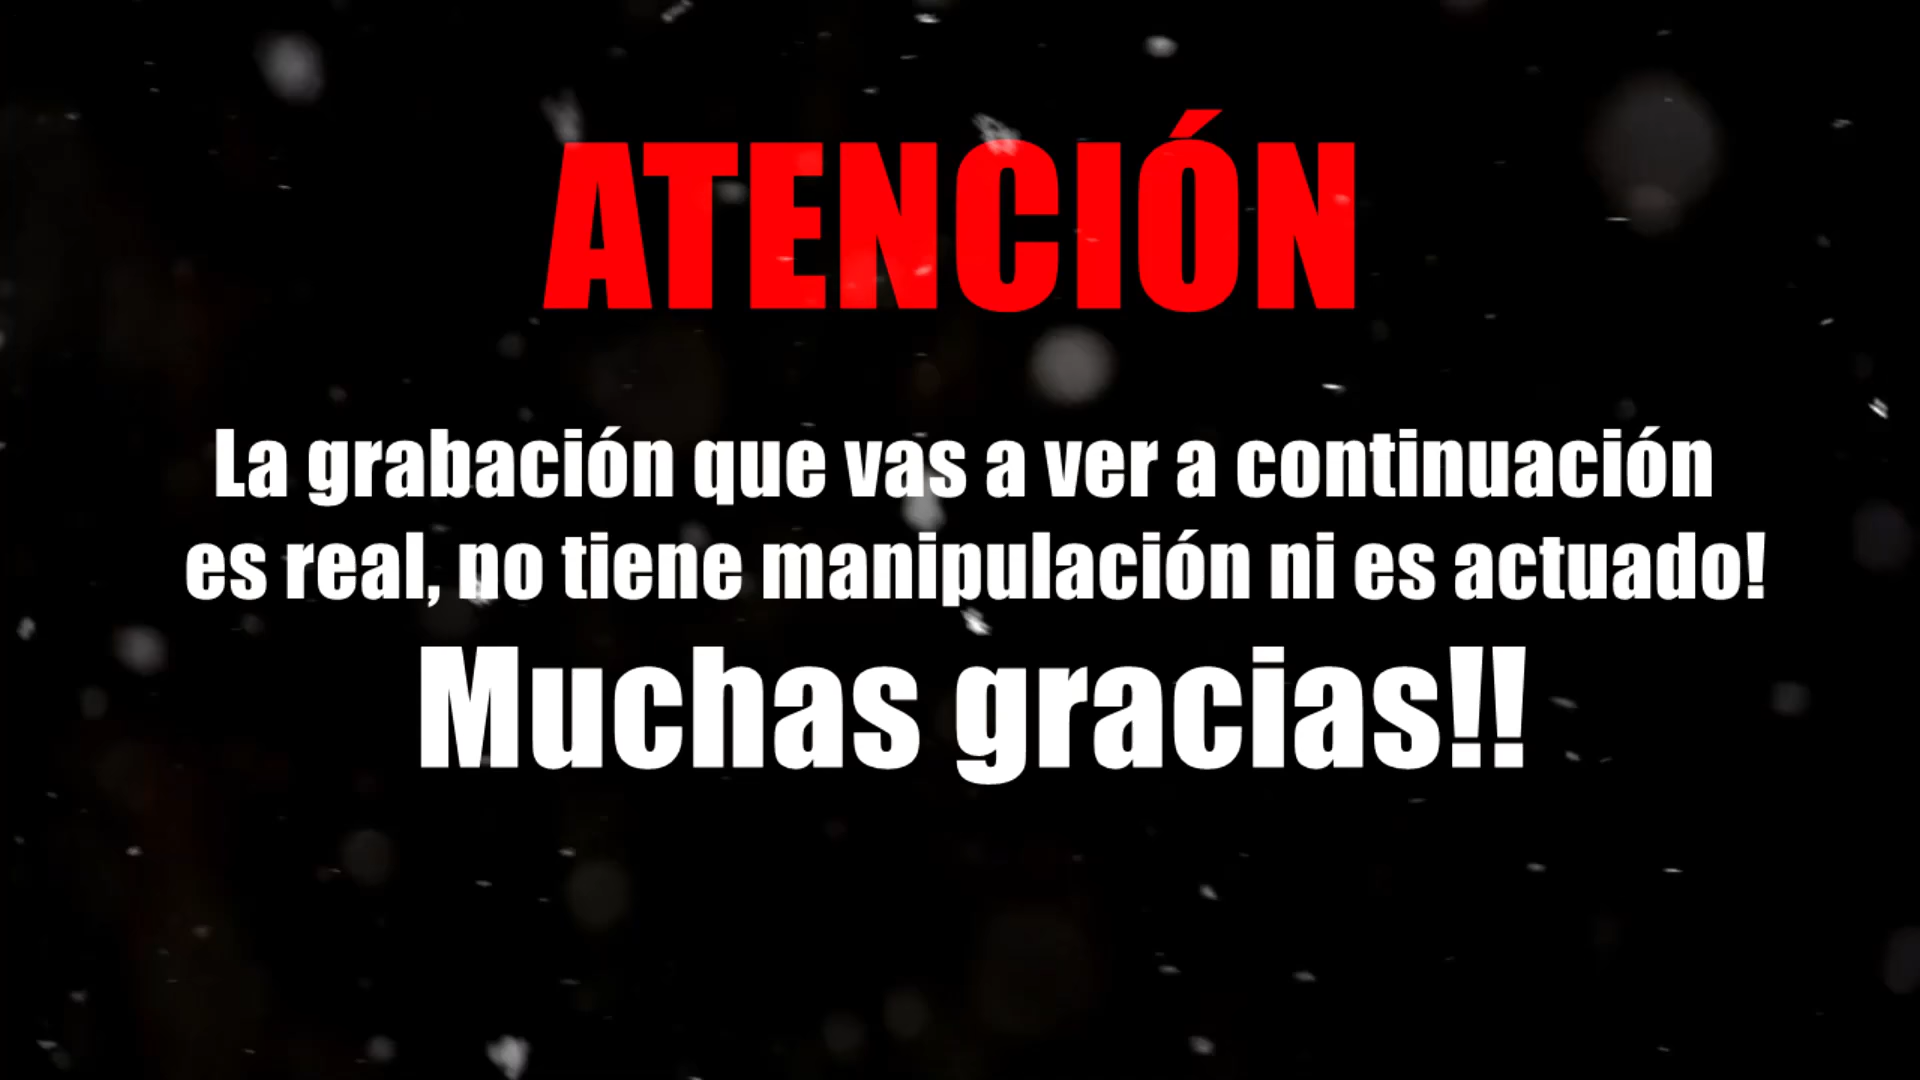 ATENCIÓN
La grabación que vas a ver a continuación
es real, no tiene manipulación ni es actuado!
Muchas gracias!!